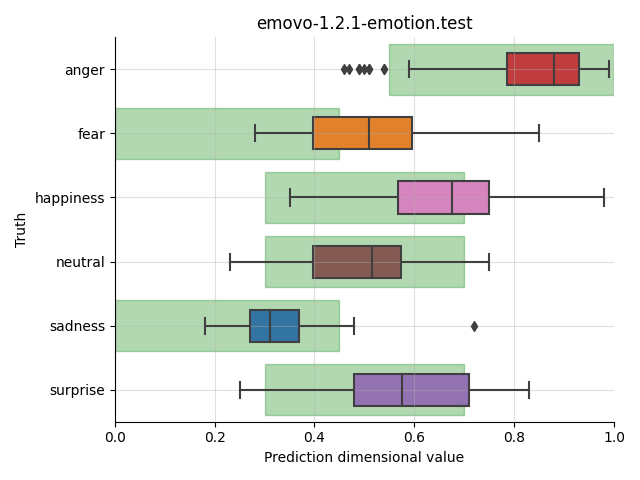 emovo-1.2.1-emotion.test
Truth
anger
fear
happiness
neutral
sadness
surprise
0.0 0.2 0.4 0.6 0.8 1.0
Prediction dimensional value